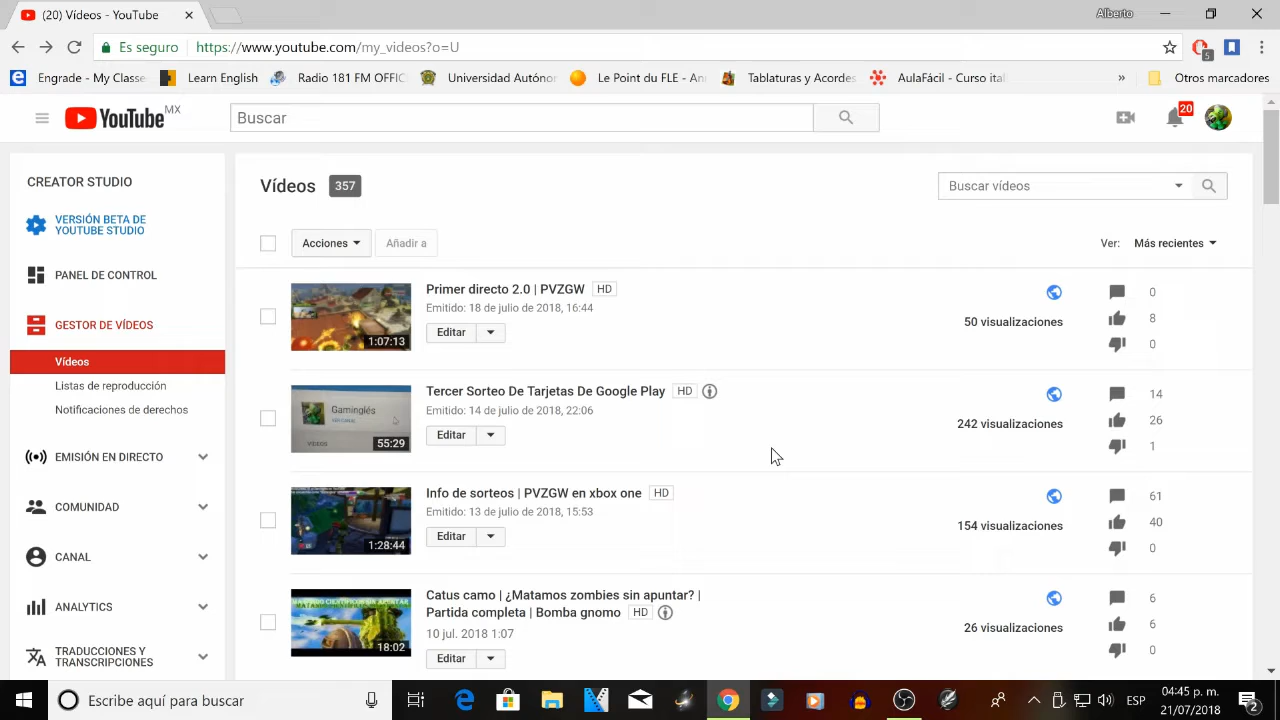 (20) Vídeos - YouTube
Alberto
Es seguro
https://www.youtube.com/my_videos?o=U
5
Engrade - My Classe
Learn English
Radio 181 FM OFFIC
Universidad Autónom
Le Point du FLE - Ann
Tablaturas y Acordes
AulaFácil - Curso ital
»
Otros marcadores
YouTube MX
Buscar
20
CREATOR STUDIO
VERSIÓN BETA DE
YOUTUBE STUDIO
PANEL DE CONTROL
GESTOR DE VÍDEOS
Vídeos
Listas de reproducción
Notificaciones de derechos
EMISIÓN EN DIRECTO
COMUNIDAD
CANAL
ANALYTICS
TRADUCCIONES Y
TRANSCRIPCIONES
Vídeos 357
Buscar vídeos
Acciones
Añadir a
Ver: Más recientes
1:07:13
Primer directo 2.0 | PVZGW HD
Emitido: 18 de julio de 2018, 16:44
Editar
50 visualizaciones
0
8
0
Gaminglés
VÍDEOS
55:29
Tercer Sorteo De Tarjetas De Google Play HD
Emitido: 14 de julio de 2018, 22:06
Editar
242 visualizaciones
14
26
1
1:28:44
Info de sorteos | PVZGW en xbox one HD
Emitido: 13 de julio de 2018, 15:53
Editar
154 visualizaciones
61
40
0
18:02
Catus camo | ¿Matamos zombies sin apuntar? |
Partida completa | Bomba gnomo HD
10 jul. 2018 1:07
Editar
26 visualizaciones
6
6
0
Escribe aquí para buscar
ESP
04:45 p. m.
21/07/2018
2